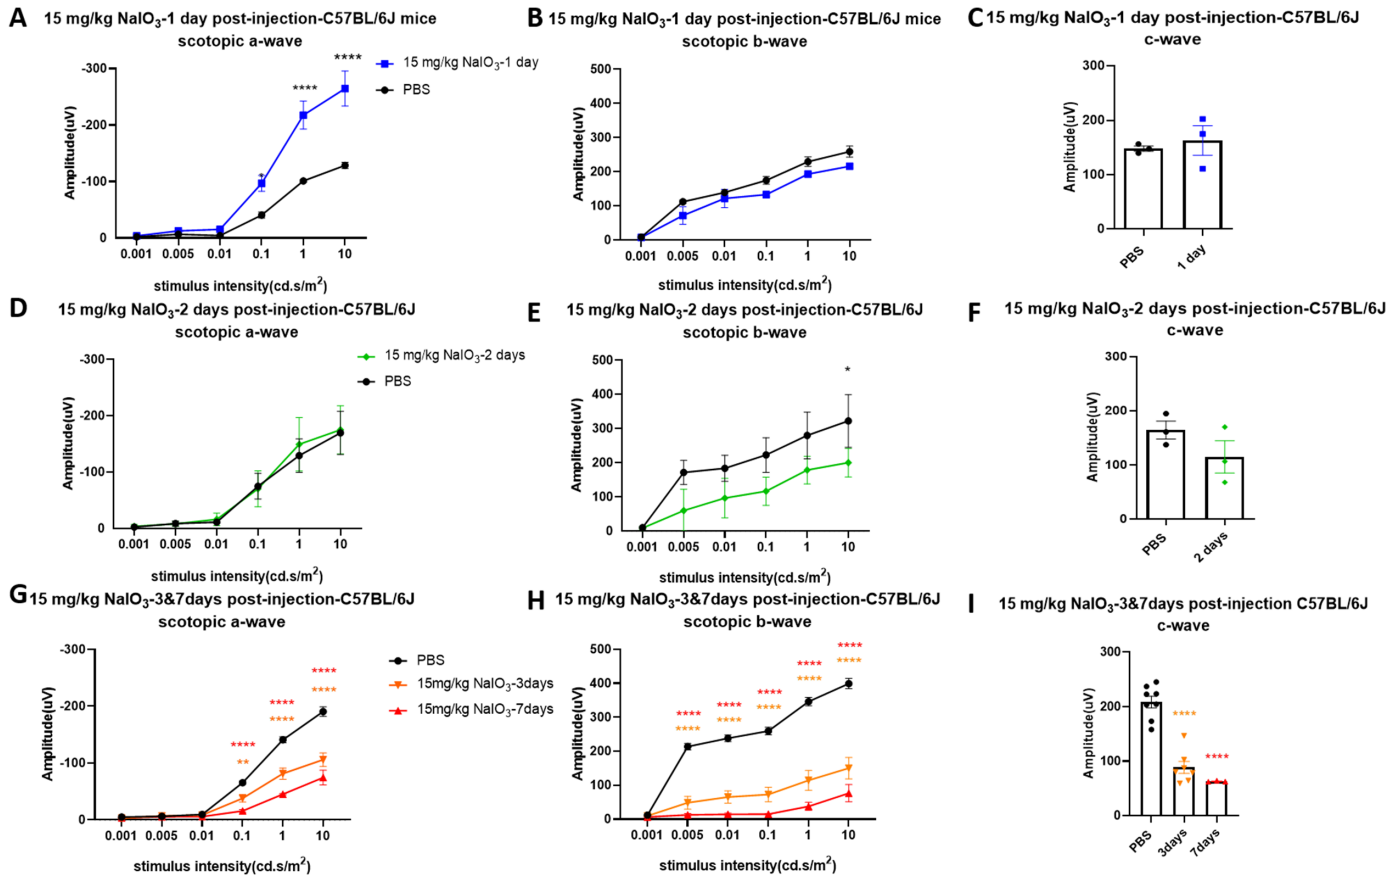 A
15 mg/kg NaIO3-1 day post-injection-C57BL/6J mice
scotopic a-wave
-300
-200
-100
0
Amplitude(uV)
****
****
*
15 mg/kg NaIO3-1 day
PBS
0.001 0.005 0.01 0.1 1 10
stimulus intensity(cd.s/m2)
B
15 mg/kg NaIO3-1 day post-injection-C57BL/6J mice
scotopic b-wave
500
400
300
200
100
0
Amplitude(uV)
0.001 0.005 0.01 0.1 1 10
stimulus intensity(cd.s/m2)
C
15 mg/kg NaIO3-1 day post-injection-C57BL/6J
c-wave
300
200
100
0
Amplitude(uV)
PBS
1 day
D
15 mg/kg NaIO3-2 days post-injection-C57BL/6J
scotopic a-wave
-300
-200
-100
0
Amplitude(uV)
15 mg/kg NaIO3-2 days
PBS
0.001 0.005 0.01 0.1 1 10
stimulus intensity(cd.s/m2)
E
15 mg/kg NaIO3-2 days post-injection-C57BL/6J
scotopic b-wave
500
400
300
200
100
0
Amplitude(uV)
*
0.001 0.005 0.01 0.1 1 10
stimulus intensity(cd.s/m2)
F
15 mg/kg NaIO3-2 days post-injection-C57BL/6J
c-wave
300
200
100
0
Amplitude(uV)
PBS
2 days
G
15 mg/kg NaIO3-3&7days post-injection-C57BL/6J
scotopic a-wave
-300
-200
-100
0
Amplitude(uV)
****
****
****
****
****
**
PBS
15mg/kg NaIO3-3days
15mg/kg NaIO3-7days
0.001 0.005 0.01 0.1 1 10
stimulus intensity(cd.s/m2)
H
15 mg/kg NaIO3-3&7days post-injection-C57BL/6J
scotopic b-wave
500
400
300
200
100
0
Amplitude(uV)
****
****
****
****
****
****
****
****
****
****
0.001 0.005 0.01 0.1 1 10
stimulus intensity(cd.s/m2)
I
15 mg/kg NaIO3-3&7days post-injection C57BL/6J
c-wave
300
200
100
0
Amplitude(uV)
****
****
PBS
3days
7days